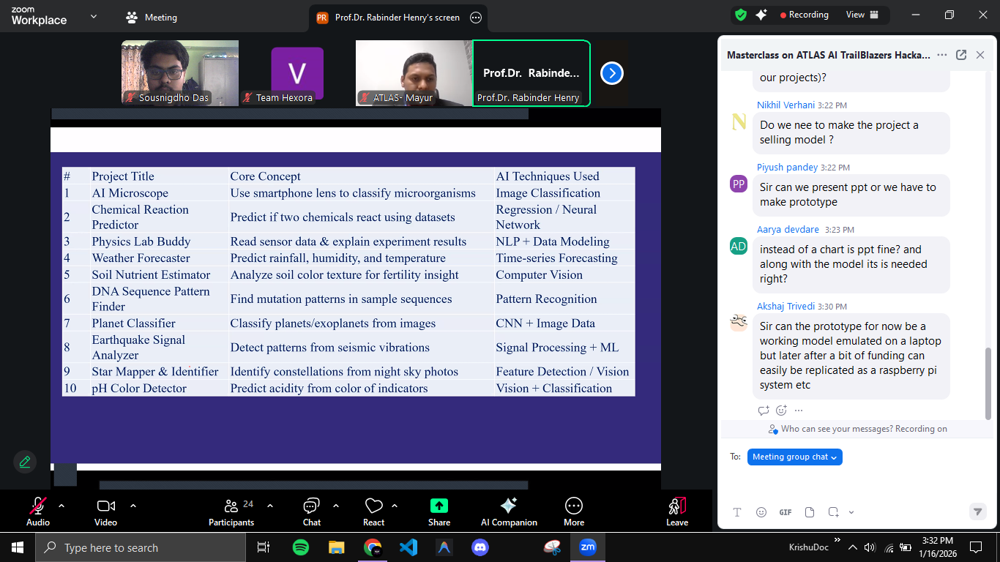 zoom
Workplace
Meeting
PR Prof.Dr. Rabinder Henry's screen
Recording
View
Sousnigdho Das
V
Team Hexora
ATLAS- Mayur
Prof.Dr. Rabinde...
Prof.Dr. Rabinder Henry
# Project Title Core Concept AI Techniques Used
1 AI Microscope Use smartphone lens to classify microorganisms Image Classification
2 Chemical Reaction Predictor Predict if two chemicals react using datasets Regression / Neural Network
3 Physics Lab Buddy Read sensor data & explain experiment results NLP + Data Modeling
4 Weather Forecaster Predict rainfall, humidity, and temperature Time-series Forecasting
5 Soil Nutrient Estimator Analyze soil color texture for fertility insight Computer Vision
6 DNA Sequence Pattern Finder Find mutation patterns in sample sequences Pattern Recognition
7 Planet Classifier Classify planets/exoplanets from images CNN + Image Data
8 Earthquake Signal Analyzer Detect patterns from seismic vibrations Signal Processing + ML
9 Star Mapper & Identifier Identify constellations from night sky photos Feature Detection / Vision
10 pH Color Detector Predict acidity from color of indicators Vision + Classification
Masterclass on ATLAS AI TrailBlazers Hacka...
our projects)?
Nikhil Verhani 3:22 PM
N
Do we nee to make the project a
selling model ?
Piyush pandey 3:22 PM
PP
Sir can we present ppt or we have to
make prototype
Aarya devdare 3:23 PM
AD
instead of a chart is ppt fine? and
along with the model its is needed
right?
Akshaj Trivedi 3:30 PM
Sir can the prototype for now be a
working model emulated on a laptop
but later after a bit of funding can
easily be replicated as a raspberry pi
system etc
Who can see your messages? Recording on
To: Meeting group chat
GIF
Audio
Video
24
Participants
Chat
React
Share
AI Companion
More
Leave
Type here to search
zm
KrishuDoc
3:32 PM
1/16/2026